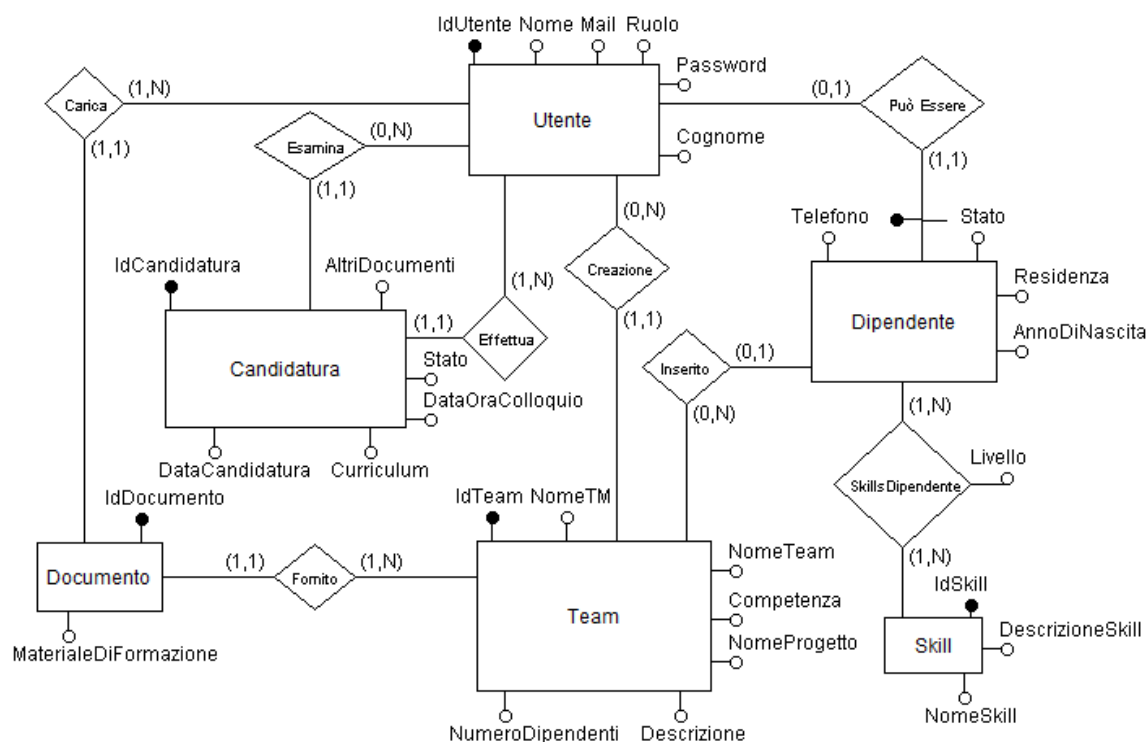 IdUtente Nome Mail Ruolo
Password
Carica
(1,N)
(0,1)
Può Essere
Utente
Esamina
(0,N)
Cognome
(1,1)
(1,1)
(1,1)
(0,N)
Telefono
Stato
IdCandidatura
AltriDocumenti
Creazione
(1,N)
Residenza
(1,1)
Effettua
(1,1)
Dipendente
AnnoDiNascita
Candidatura
Stato
Inserito
(0,1)
DataOraColloquio
(1,N)
(0,N)
DataCandidatura
Curriculum
Livello
SkillsDipendente
IdDocumento
IdTeam NomeTM
(1,1)
Fornito
(1,N)
NomeTeam
(1,N)
Documento
IdSkill
Competenza
Team
DescrizioneSkill
NomeProgetto
Skill
MaterialeDiFormazione
NomeSkill
NumeroDipendenti
Descrizione